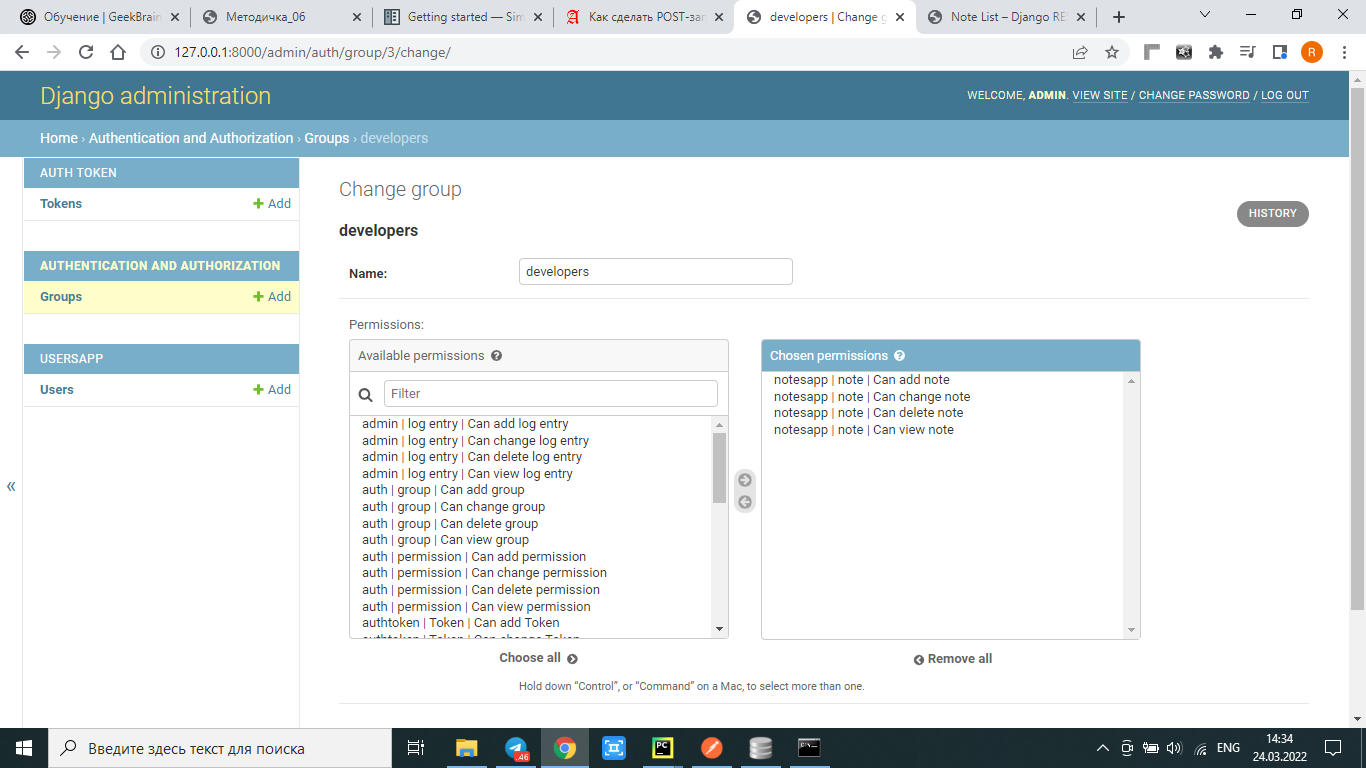 Обучение | GeekBrain
Методичка_06
Getting started — Sim
Как сделать POST-зап
developers | Change g
Note List – Django RE
127.0.0.1:8000/admin/auth/group/3/change/
R
Django administration
WELCOME, ADMIN. VIEW SITE / CHANGE PASSWORD / LOG OUT
Home › Authentication and Authorization › Groups › developers
AUTH TOKEN
Tokens
Add
AUTHENTICATION AND AUTHORIZATION
Groups
Add
USERSAPP
Users
Add
«
Change group
HISTORY
developers
Name:
developers
Permissions:
Available permissions
Filter
admin | log entry | Can add log entry
admin | log entry | Can change log entry
admin | log entry | Can delete log entry
admin | log entry | Can view log entry
auth | group | Can add group
auth | group | Can change group
auth | group | Can delete group
auth | group | Can view group
auth | permission | Can add permission
auth | permission | Can change permission
auth | permission | Can delete permission
auth | permission | Can view permission
authtoken | Token | Can add Token
authtoken | Token | Can change Token
Choose all
Chosen permissions
notesapp | note | Can add note
notesapp | note | Can change note
notesapp | note | Can delete note
notesapp | note | Can view note
Remove all
Hold down “Control”, or “Command” on a Mac, to select more than one.
Введите здесь текст для поиска
.46
PC
ENG
14:34
24.03.2022